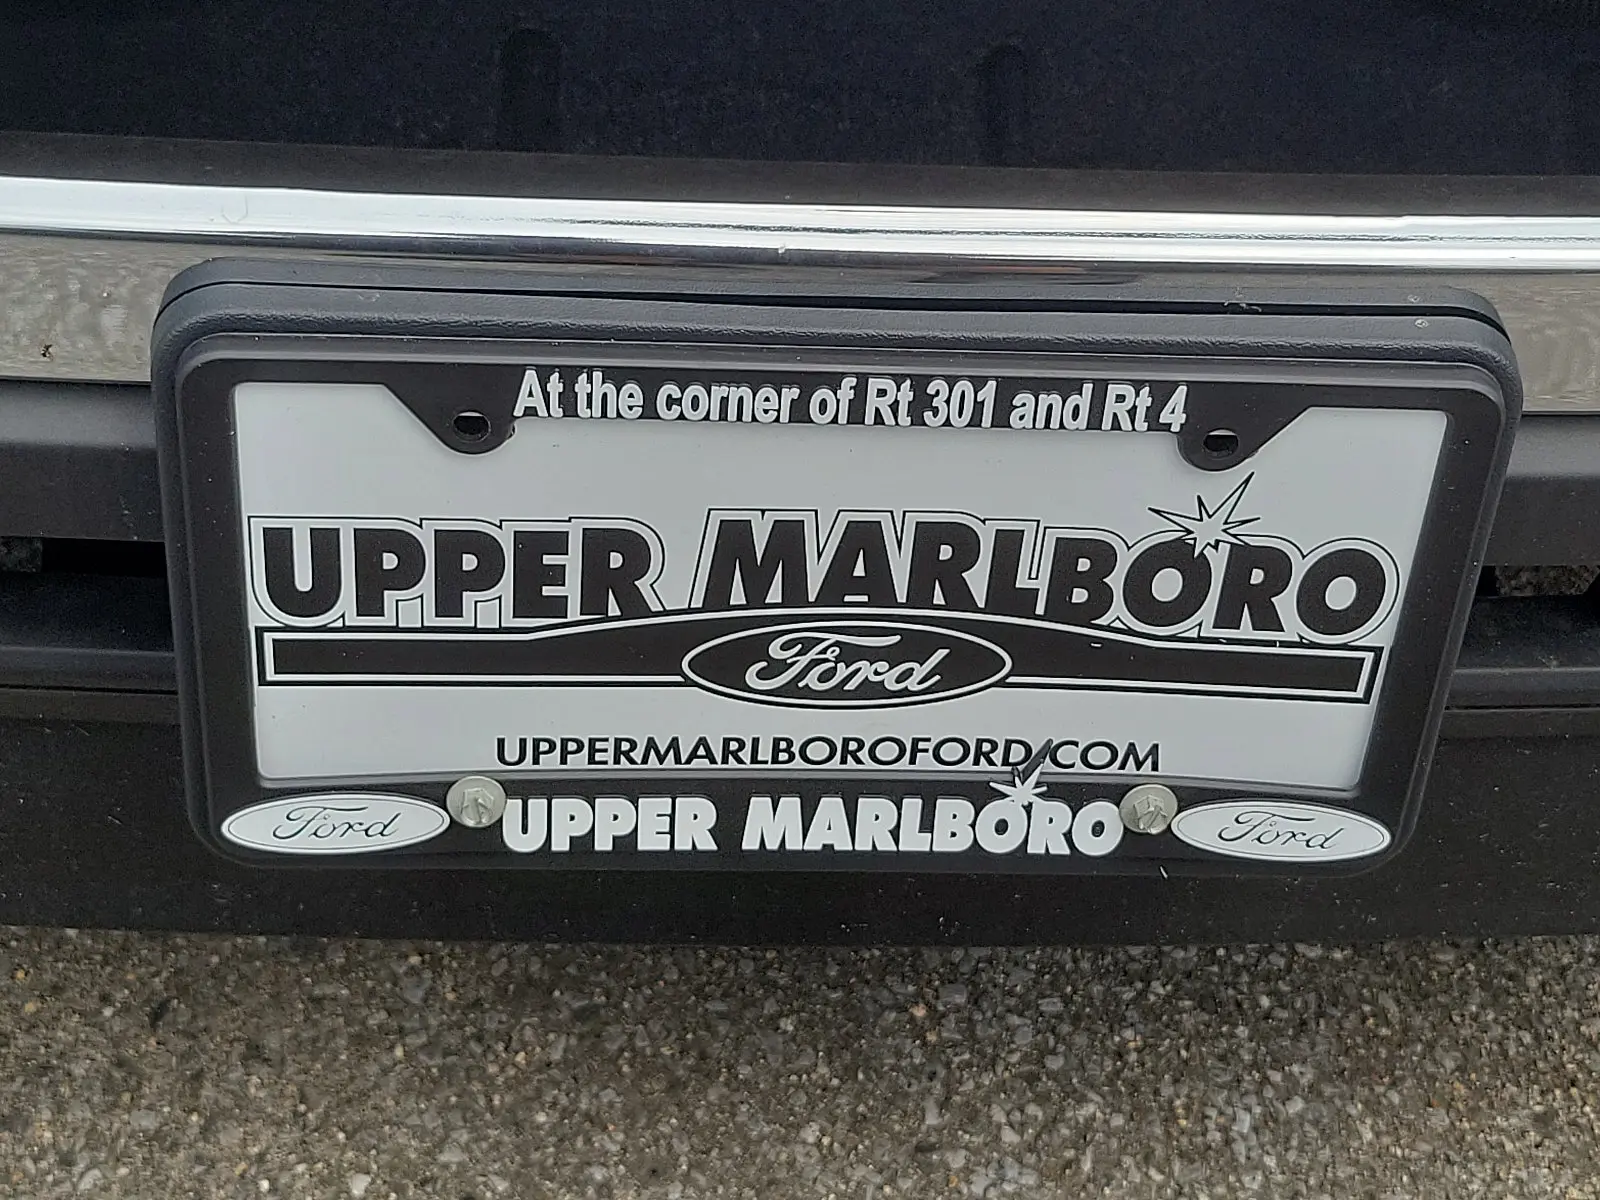 At the corner of Rt 301 and Rt 4
UPPER MARLBORO
Ford
UPPERMARLBOROFORD.COM
Ford UPPER MARLBORO Ford